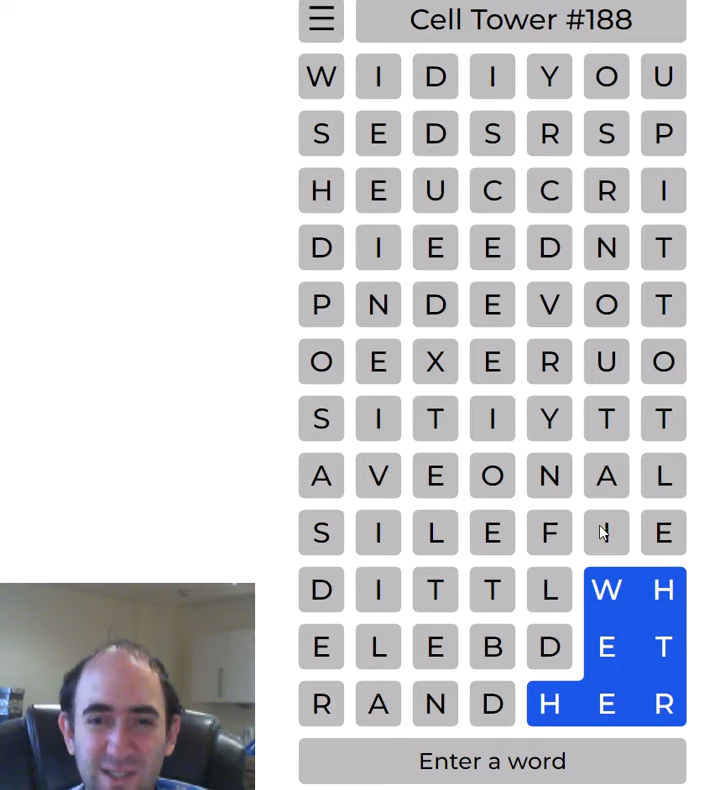 Cell Tower #188
W I D I Y O U
S E D S R S P
H E U C C R I
D I E E D N T
P N D E V O T
O E X E R U O
S I T I Y T T
A V E O N A L
S I L E F I E
D I T T L W H
E L E B D E T
R A N D H E R
Enter a word